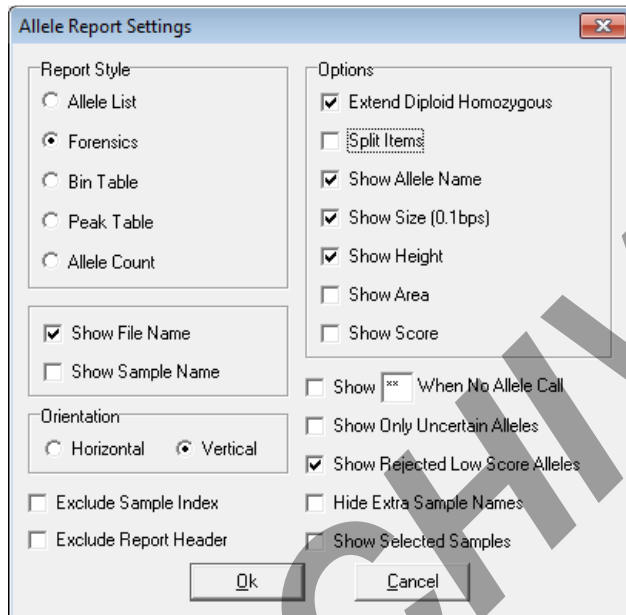 Allele Report Settings
Report Style
Allele List
Forensics
Bin Table
Peak Table
Allele Count
Show File Name
Show Sample Name
Orientation
Horizontal Vertical
Exclude Sample Index
Exclude Report Header
Options
Extend Diploid Homozygous
Split Items
Show Allele Name
Show Size (0.1bps)
Show Height
Show Area
Show Score
Show ** When No Allele Call
Show Only Uncertain Alleles
Show Rejected Low Score Alleles
Hide Extra Sample Names
Show Selected Samples
Ok Cancel